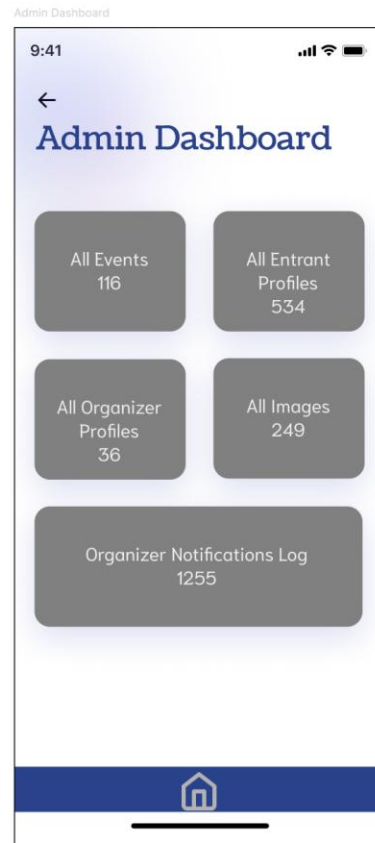 Admin Dashboard
9:41
Admin Dashboard
All Events
116
All Entrant
Profiles
534
All Organizer
Profiles
36
All Images
249
Organizer Notifications Log
1255